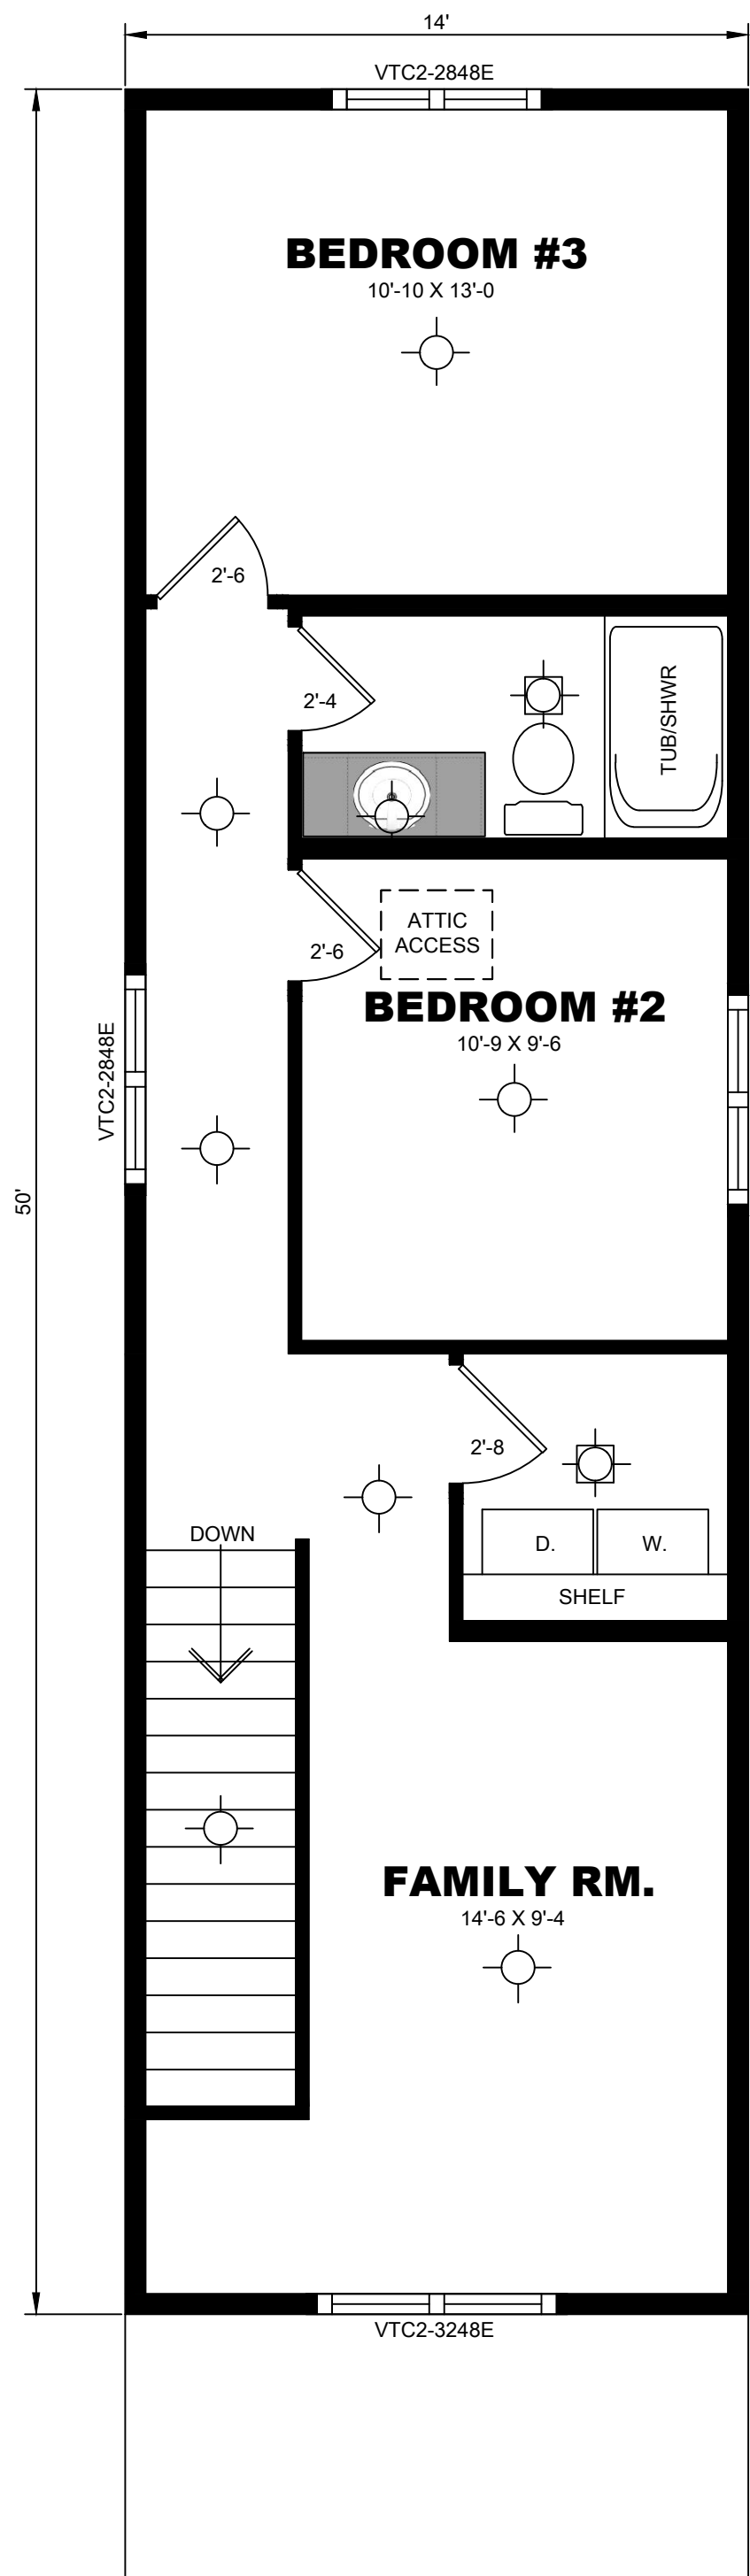 14'
VTC2-2848E
BEDROOM #3
10'-10 X 13'-0
2'-6
2'-4
TUB/SHWR
2'-6
ATTIC
ACCESS
BEDROOM #2
10'-9 X 9'-6
VTC2-2848E
50'
2'-8
D.
W.
SHELF
DOWN
FAMILY RM.
14'-6 X 9'-4
VTC2-3248E